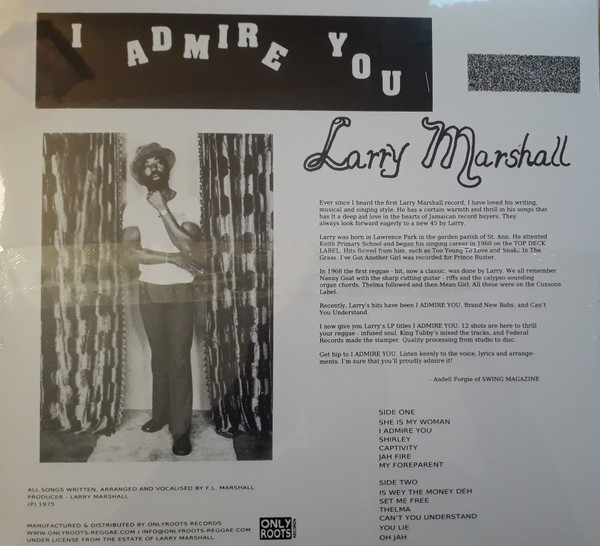 I ADMIRE YOU
Larry Marshall
Ever since I heard the first Larry Marshall record, I have loved his writing,
musical and singing style. He has a certain warmth and thrill in his songs that
has lt a deep aid love in the hearts of Jamaican record buyers. They
always look forward eagerly to a new 45 by Larry.
Larry was born in Lawrence Park in the garden parish of St. Ann. He attented
Keith Primary School and began his singing career in 1960 on the TOP DECK
LABEL. Hits flowed from him, such as Too Young To Love and Snake In The
Grass. I've Got Another Girl was recorded for Prince Buster.
In 1968 the first reggae - hit, now a classic, was done by Larry. We all remember
Nanny Goat with the sharp cutting guitar - riffs and the calypso sounding
organ chords. Thelma followed and then Mean Girl. All these were on the Coxsone
Label.
Recently, Larry's hits have been I ADMIRE YOU, Brand New Baby, and Can't
You Understand.
I now give you Larry's LP titles I ADMIRE YOU. 12 shots are here to thrill
your reggae - infused soul. King Tubby's mixed the tracks, and Federal
Records made the stamper. Quality processing from studio to disc.
Get hip to I ADMIRE YOU. Listen keenly to the voice, lyrics and arrange-
ments. I'm sure that you'll proudly admire it!
- Andell Forgie of SWING MAGAZINE
SIDE ONE
SHE IS MY WOMAN
I ADMIRE YOU
SHIRLEY
CAPTIVITY
JAH FIRE
MY FOREPARENT
SIDE TWO
IS WEY THE MONEY DEH
SET ME FREE
THELMA
CAN'T YOU UNDERSTAND
YOU LIE
OH JAH
ALL SONGS WRITTEN, ARRANGED AND VOCALISED BY F.L. MARSHALL
PRODUCER - LARRY MARSHALL
(P) 1975
MANUFACTURED & DISTRIBUTED BY ONLYROOTS RECORDS
WWW.ONLYROOTS-REGGAE.COM / INFO@ONLYROOTS-REGGAE.COM
UNDER LICENSE FROM THE ESTATE OF LARRY MARSHALL
ONLY
ROOTS